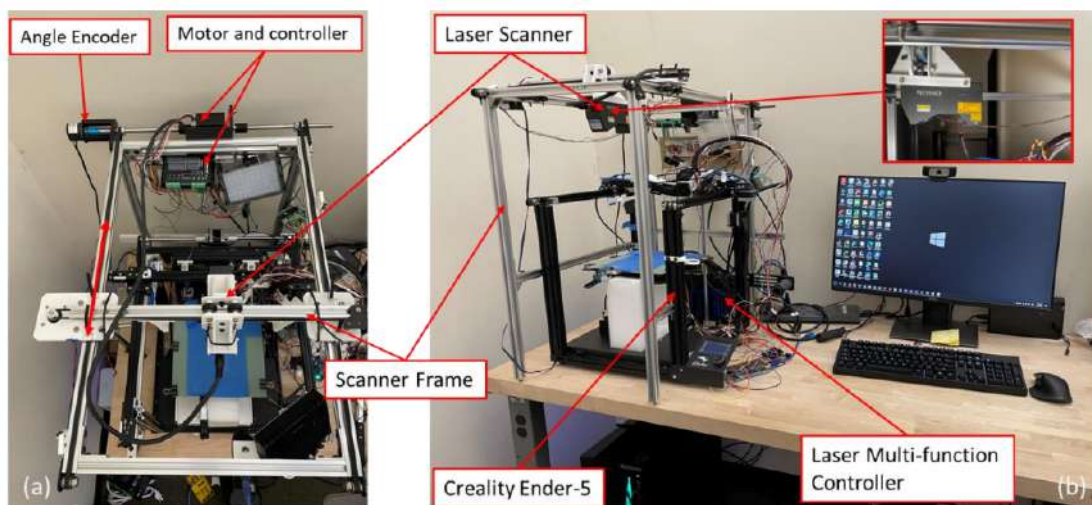 Angle Encoder
Motor and controller
Laser Scanner
Scanner Frame
Creality Ender-5
Laser Multi-function
Controller
(a)
(b)